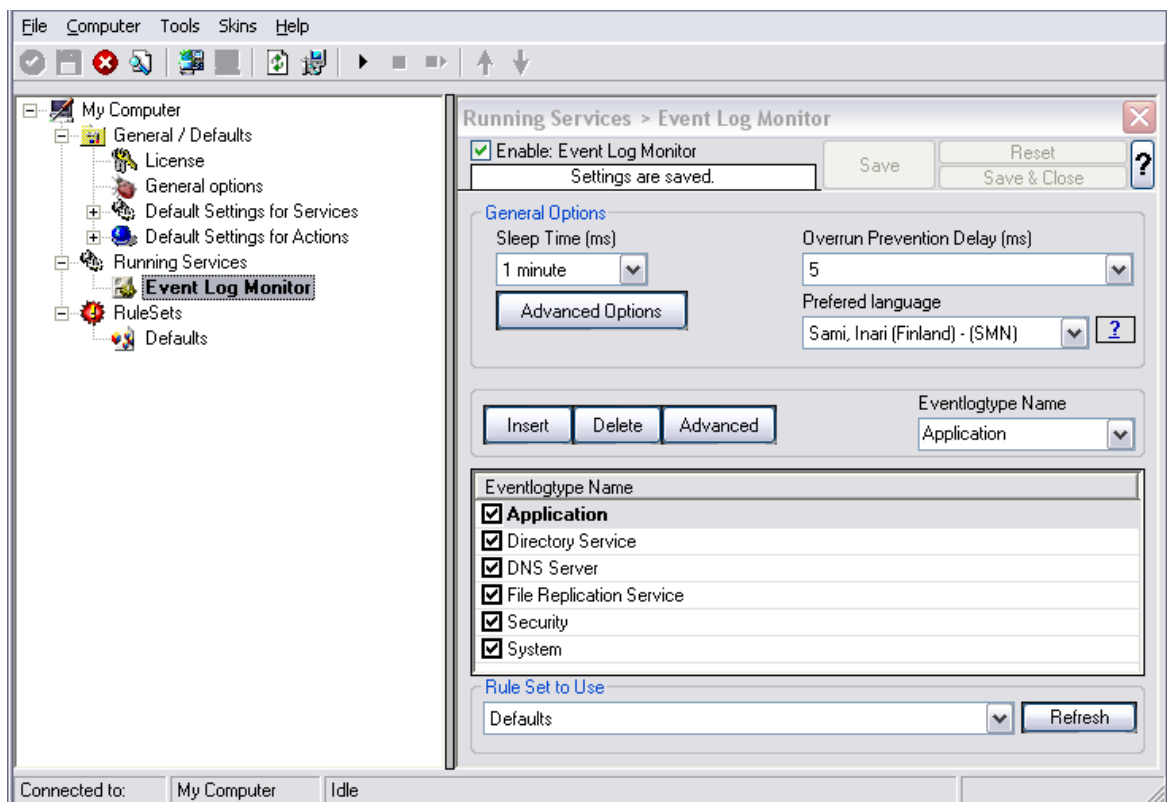 File Computer Tools Skins Help
My Computer
General / Defaults
License
General options
Default Settings for Services
Default Settings for Actions
Running Services
Event Log Monitor
RuleSets
Defaults
Running Services > Event Log Monitor
Enable: Event Log Monitor
Settings are saved.
Save
Reset
Save & Close
?
General Options
Sleep Time (ms)
1 minute
Advanced Options
Overrun Prevention Delay (ms)
5
Prefered language
Sami, Inari (Finland) - (SMN)
?
Insert Delete Advanced
Eventlogtype Name
Application
Eventlogtype Name
Application
Directory Service
DNS Server
File Replication Service
Security
System
Rule Set to Use
Defaults
Refresh
Connected to: My Computer Idle